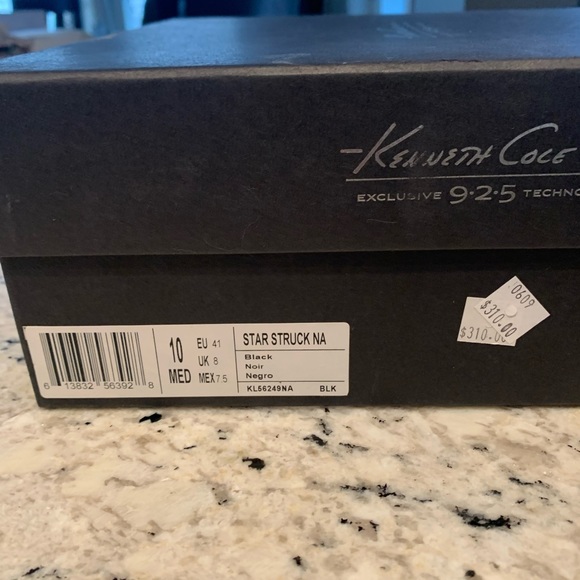 Kenneth Cole
EXCLUSIVE 9·2·5 TECHNO
0609
$310.00
$310.00
6 13832 56392 8
10
MED
EU 41
UK 8
MEX 7.5
STAR STRUCK NA
Black
Noir
Negro
KL56249NA BLK